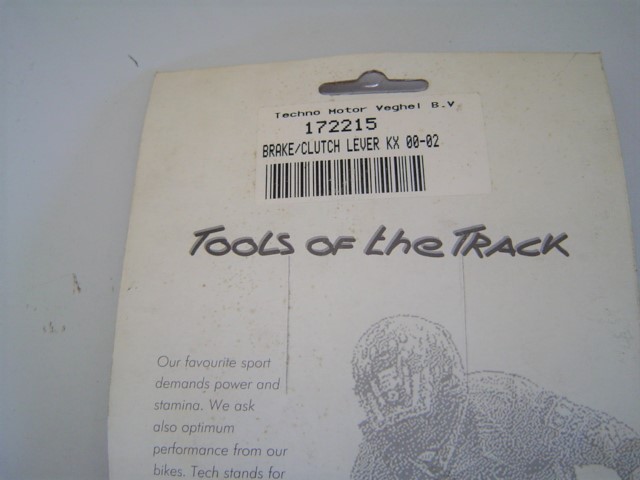 Techno Motor Veghel B.V.
172215
BRAKE/CLUTCH LEVER KX 00-02
TOOLS OF the TRACK
Our favourite sport
demands power and
stamina. We ask
also optimum
performance from our
bikes. Tech stands for